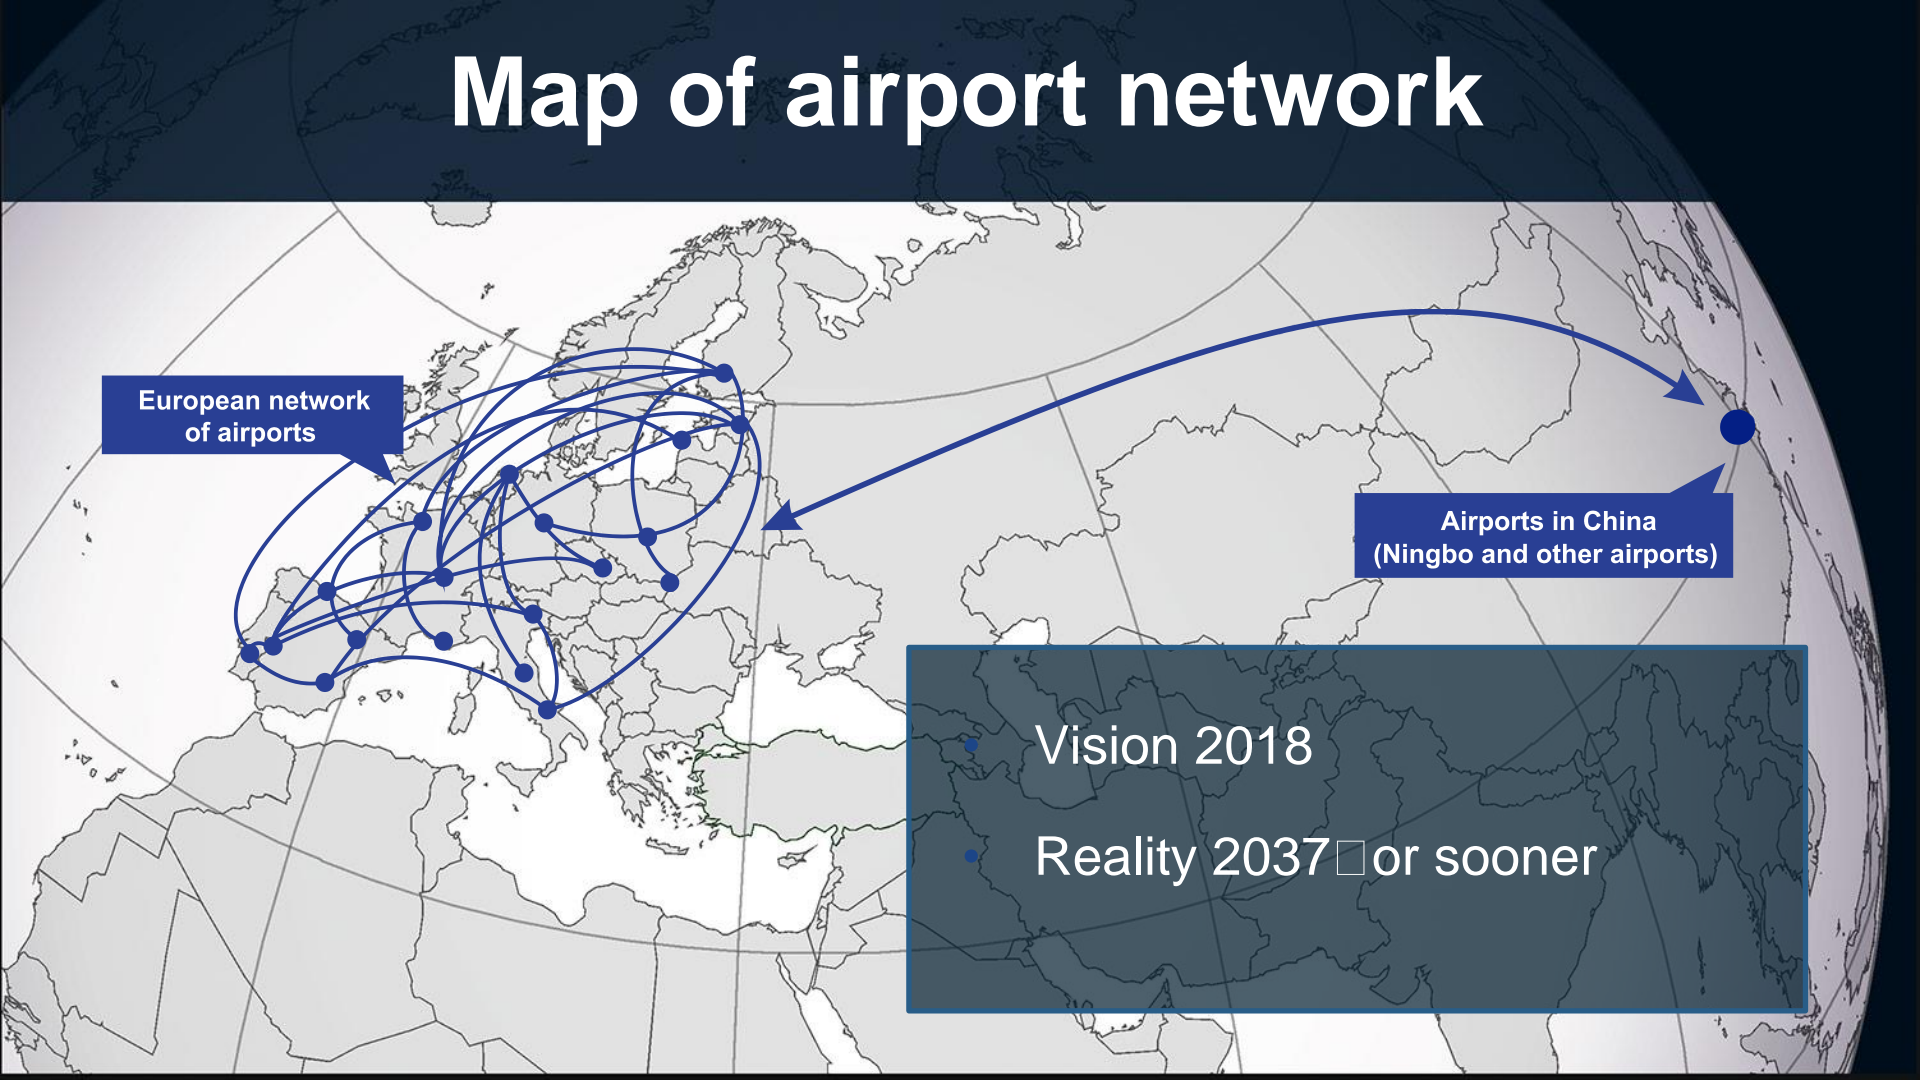 Map of airport network
European network
of airports
Airports in China
(Ningbo and other airports)
• Vision 2018
• Reality 2037□or sooner